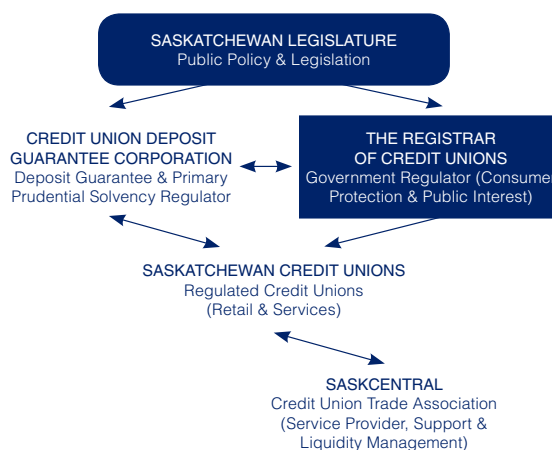 SASKATCHEWAN LEGISLATURE
Public Policy & Legislation
CREDIT UNION DEPOSIT
GUARANTEE CORPORATION
Deposit Guarantee & Primary
Prudential Solvency Regulator
THE REGISTRAR
OF CREDIT UNIONS
Government Regulator (Consumer
Protection & Public Interest)
SASKATCHEWAN CREDIT UNIONS
Regulated Credit Unions
(Retail & Services)
SASKCENTRAL
Credit Union Trade Association
(Service Provider, Support &
Liquidity Management)